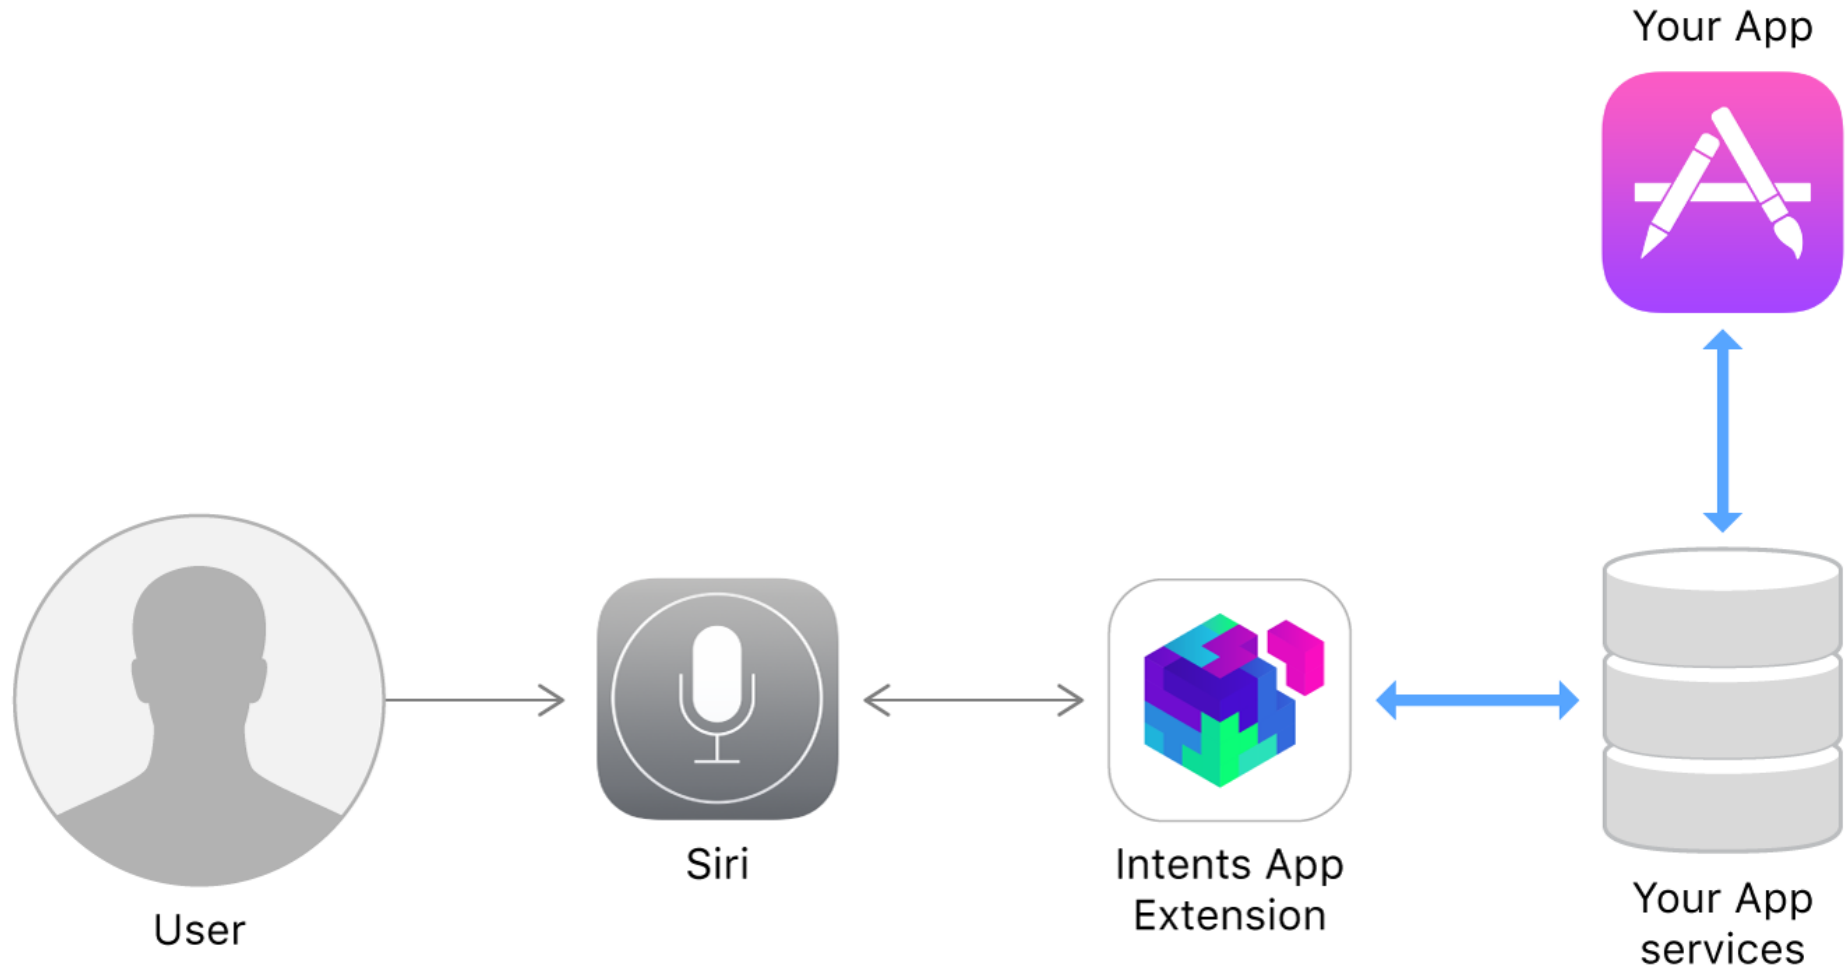 Your App
User
Siri
Intents App
Extension
Your App
services